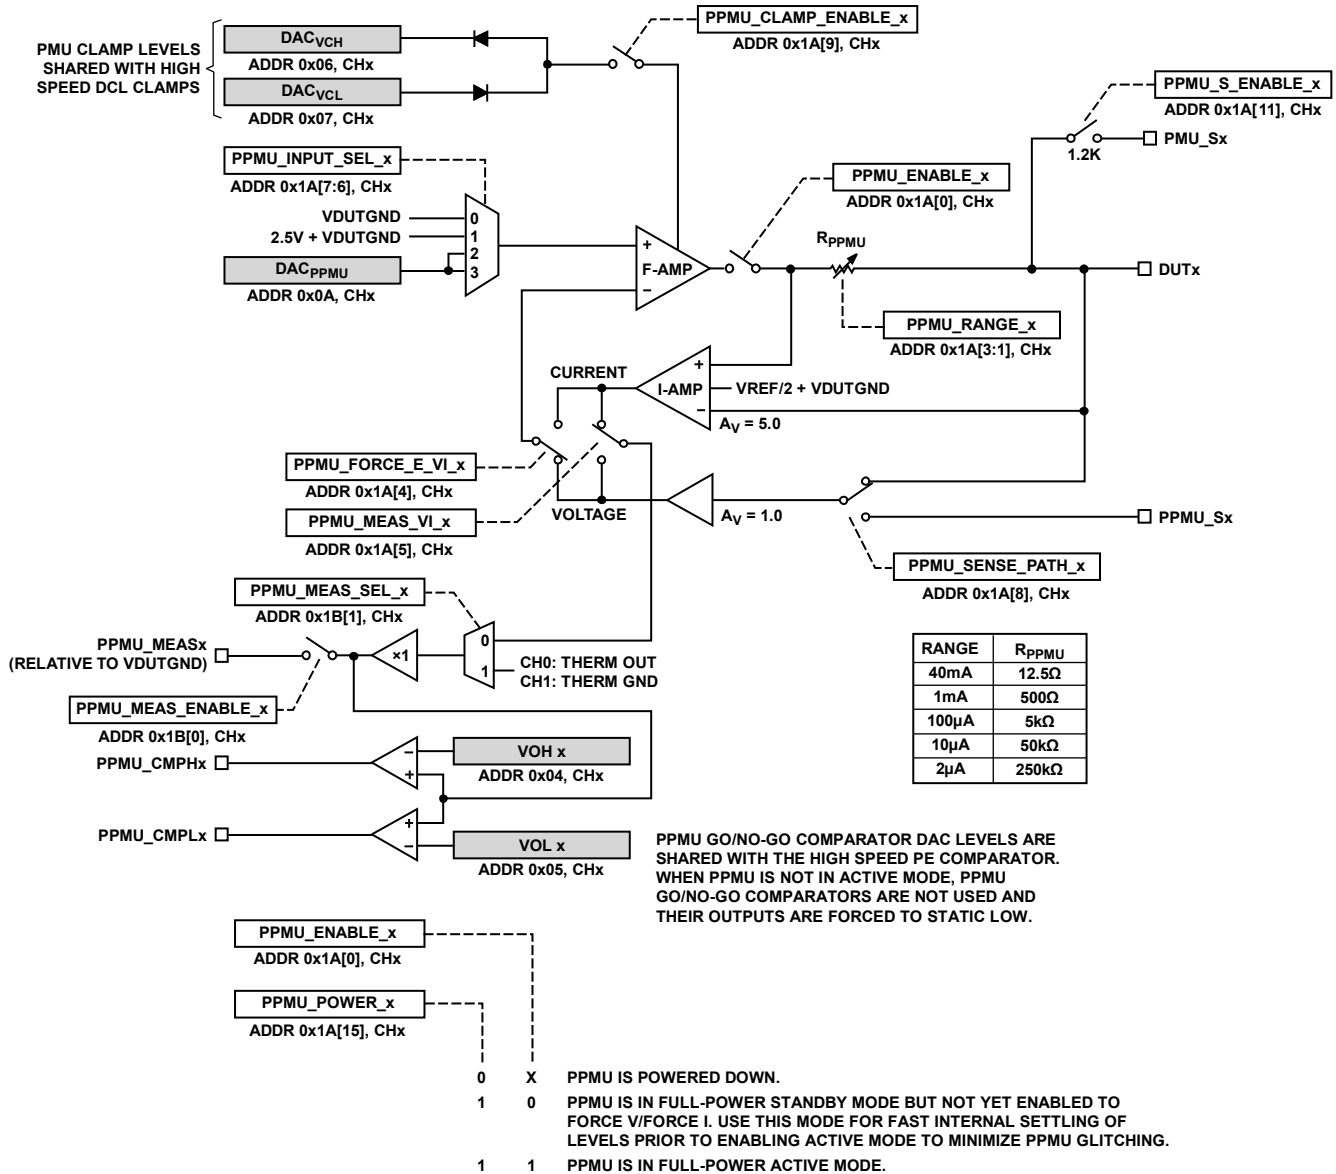 PPMU_CLAMP_ENABLE_x
ADDR 0x1A[9], CHx
PMU CLAMP LEVELS
SHARED WITH HIGH
SPEED DCL CLAMPS
DACVCH
ADDR 0x06, CHx
DACVCL
ADDR 0x07, CHx
PPMU_S_ENABLE_x
ADDR 0x1A[11], CHx
PMU_Sx
1.2K
PPMU_INPUT_SEL_x
ADDR 0x1A[7:6], CHx
PPMU_ENABLE_x
ADDR 0x1A[0], CHx
VDUTGND
2.5V + VDUTGND
0
1
2
3
DACPPMU
ADDR 0x0A, CHx
+
F-AMP
–
RPPMU
DUTx
PPMU_RANGE_x
ADDR 0x1A[3:1], CHx
CURRENT
+
I-AMP
–
VREF/2 + VDUTGND
AV = 5.0
PPMU_FORCE_E_VI_x
ADDR 0x1A[4], CHx
PPMU_MEAS_VI_x
ADDR 0x1A[5], CHx
VOLTAGE
AV = 1.0
PPMU_Sx
PPMU_SENSE_PATH_x
ADDR 0x1A[8], CHx
PPMU_MEAS_SEL_x
ADDR 0x1B[1], CHx
PPMU_MEASx
(RELATIVE TO VDUTGND)
×1
0
1
CH0: THERM OUT
CH1: THERM GND
PPMU_MEAS_ENABLE_x
ADDR 0x1B[0], CHx
RANGE RPPMU
40mA 12.5Ω
1mA 500Ω
100µA 5kΩ
10µA 50kΩ
2µA 250kΩ
PPMU_CMPHx
–
+
VOH x
ADDR 0x04, CHx
PPMU_CMPLx
+
–
VOL x
ADDR 0x05, CHx
PPMU GO/NO-GO COMPARATOR DAC LEVELS ARE
SHARED WITH THE HIGH SPEED PE COMPARATOR.
WHEN PPMU IS NOT IN ACTIVE MODE, PPMU
GO/NO-GO COMPARATORS ARE NOT USED AND
THEIR OUTPUTS ARE FORCED TO STATIC LOW.
PPMU_ENABLE_x
ADDR 0x1A[0], CHx
PPMU_POWER_x
ADDR 0x1A[15], CHx
0 X PPMU IS POWERED DOWN.
1 0 PPMU IS IN FULL-POWER STANDBY MODE BUT NOT YET ENABLED TO
FORCE V/FORCE I. USE THIS MODE FOR FAST INTERNAL SETTLING OF
LEVELS PRIOR TO ENABLING ACTIVE MODE TO MINIMIZE PPMU GLITCHING.
1 1 PPMU IS IN FULL-POWER ACTIVE MODE.